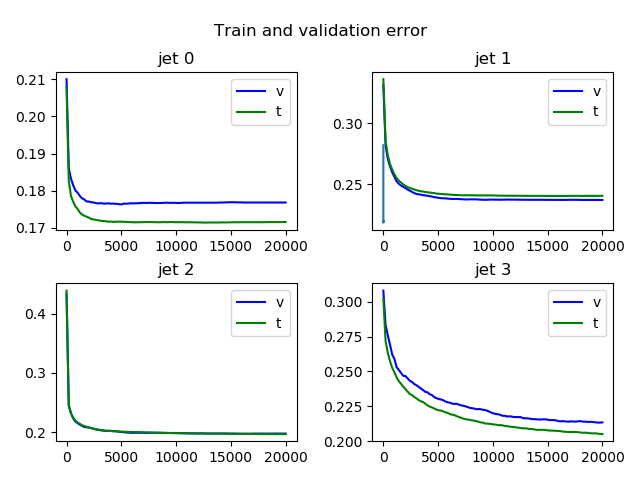 Train and validation error
jet 0
0.21
0.20
0.19
0.18
0.17
v
t
0 5000 10000 15000 20000
jet 1
0.30
0.25
v
t
0 5000 10000 15000 20000
jet 2
0.4
0.3
0.2
v
t
0 5000 10000 15000 20000
jet 3
0.300
0.275
0.250
0.225
0.200
v
t
0 5000 10000 15000 20000